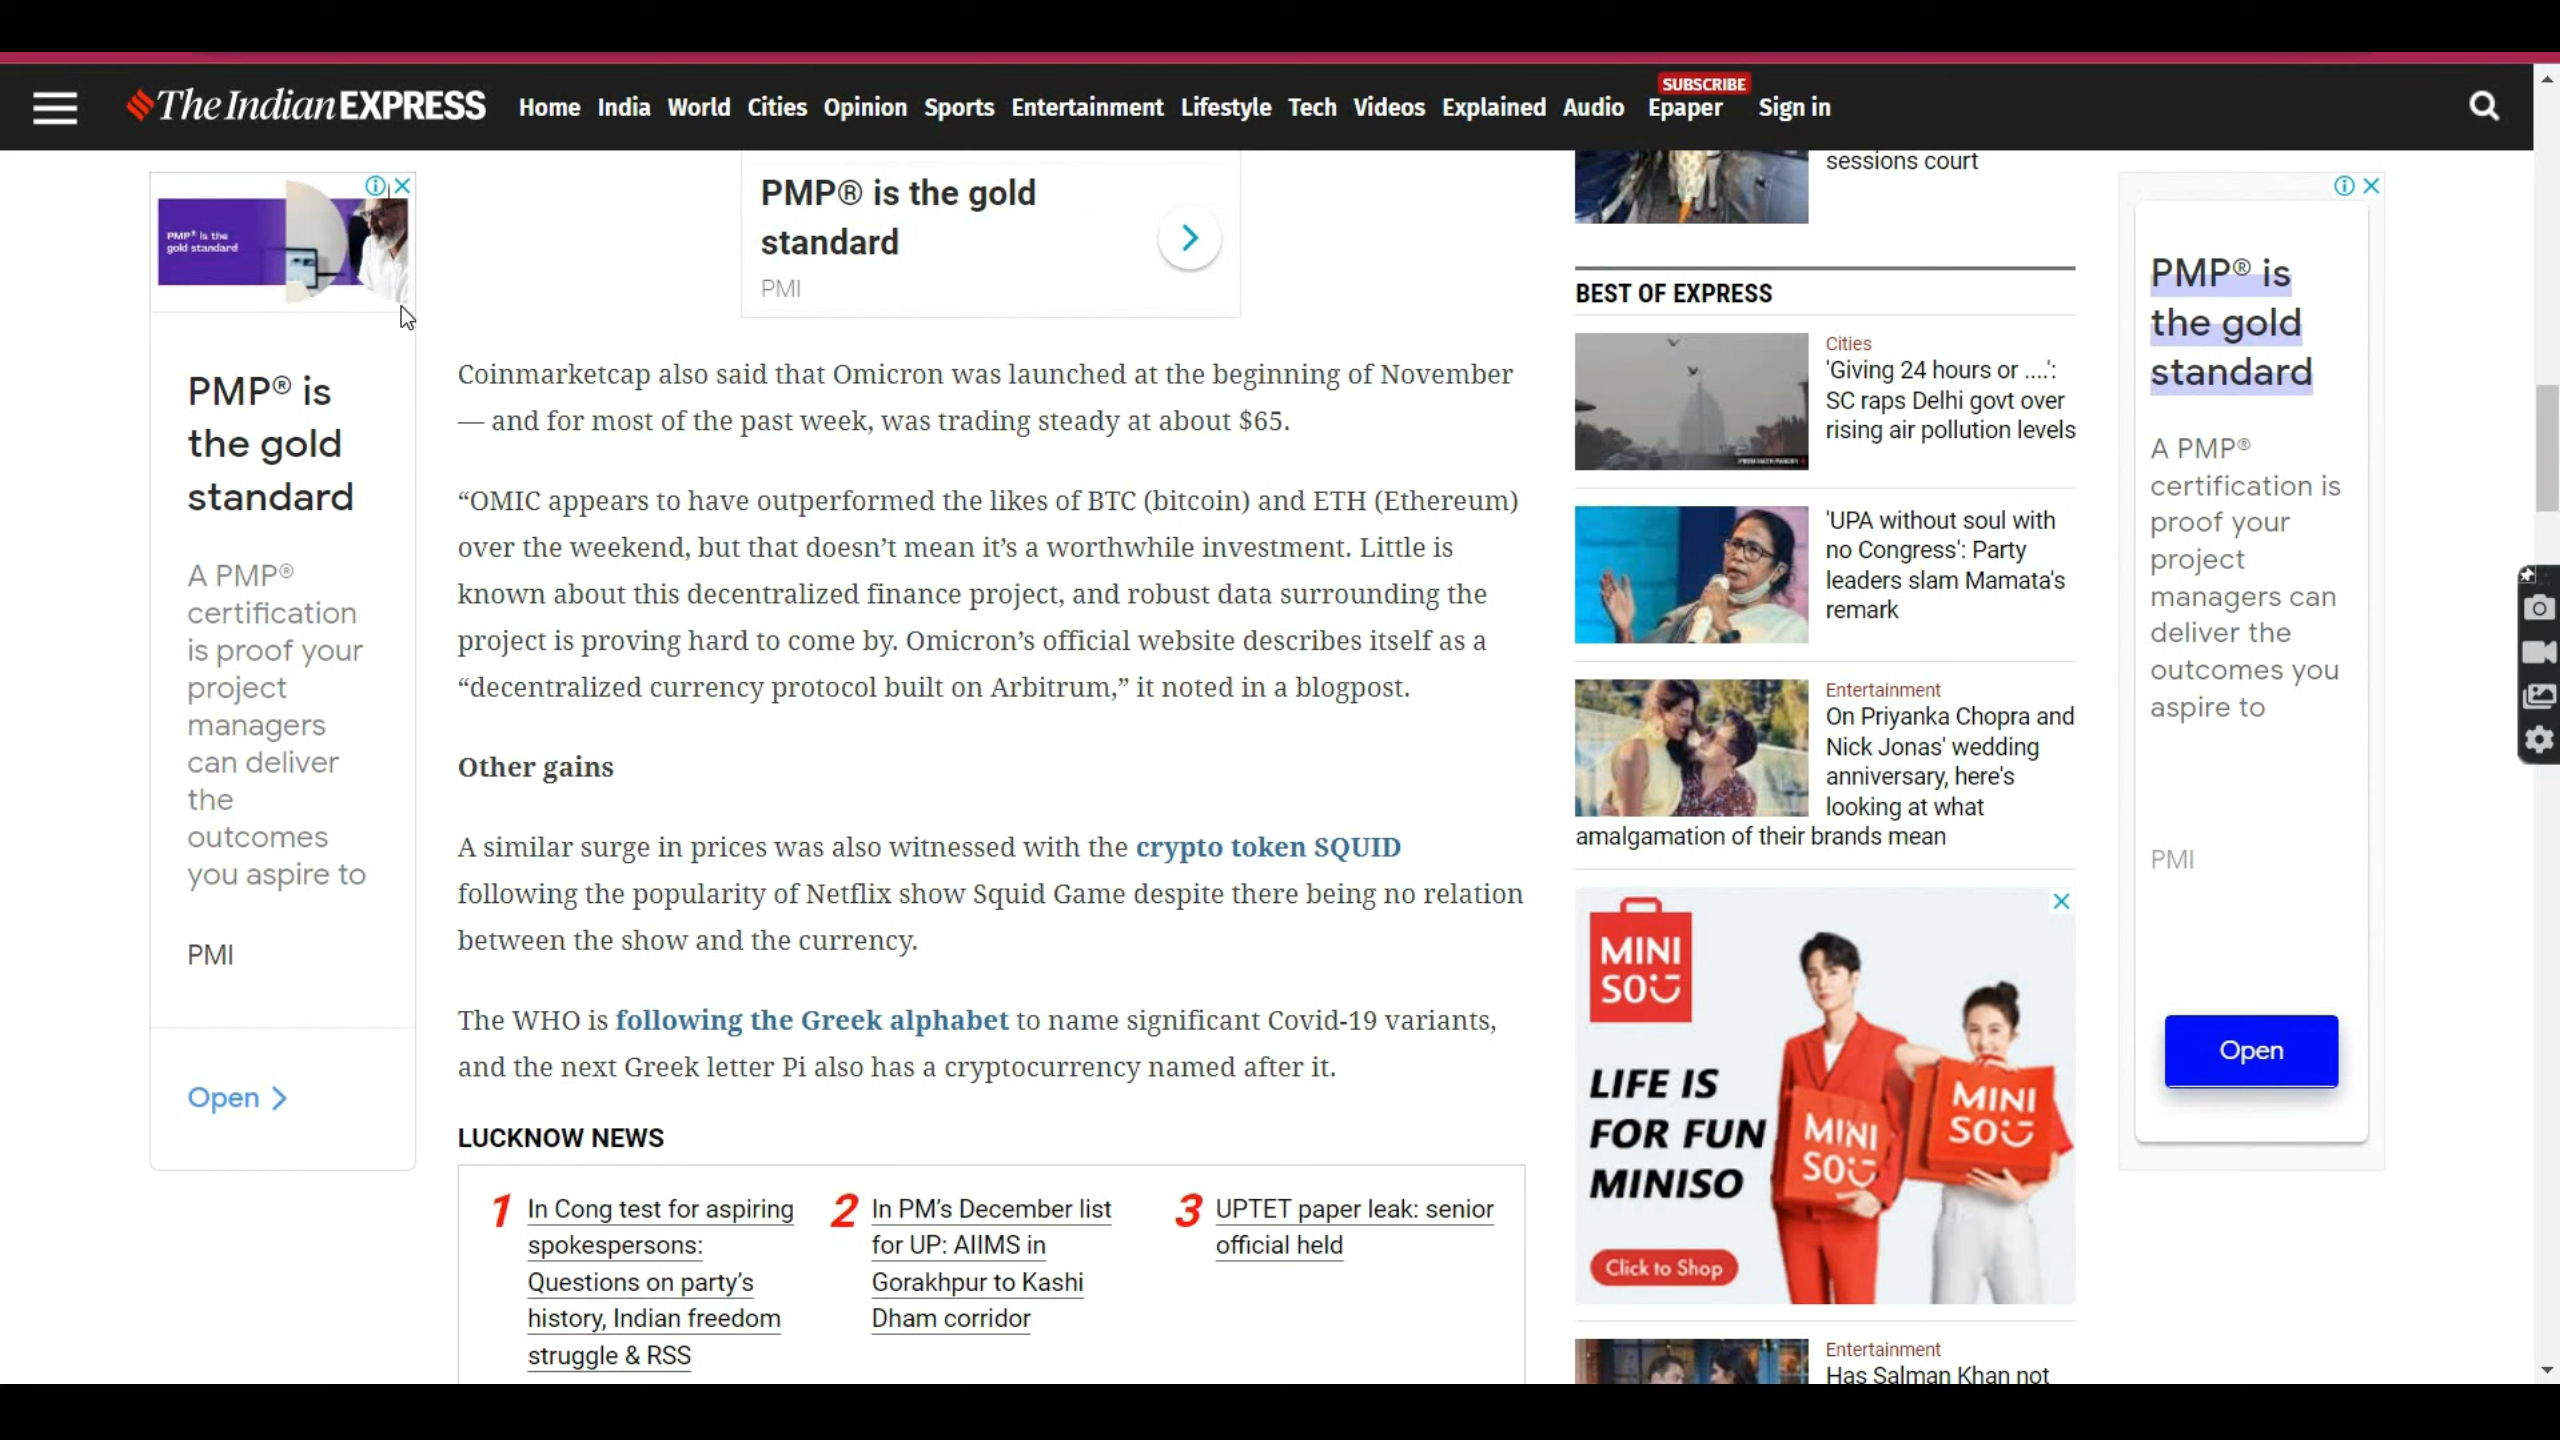 The Indian EXPRESS
Home India World Cities Opinion Sports Entertainment Lifestyle Tech Videos Explained Audio Epaper Sign in
SUBSCRIBE
PMP® is the
gold standard
PMP® is
the gold
standard
A PMP®
certification
is proof your
project
managers
can deliver
the
outcomes
you aspire to
PMI
Open
PMP® is the gold
standard
PMI
Coinmarketcap also said that Omicron was launched at the beginning of November
— and for most of the past week, was trading steady at about $65.
“OMIC appears to have outperformed the likes of BTC (bitcoin) and ETH (Ethereum)
over the weekend, but that doesn’t mean it’s a worthwhile investment. Little is
known about this decentralized finance project, and robust data surrounding the
project is proving hard to come by. Omicron’s official website describes itself as a
“decentralized currency protocol built on Arbitrum,” it noted in a blogpost.
Other gains
A similar surge in prices was also witnessed with the crypto token SQUID
following the popularity of Netflix show Squid Game despite there being no relation
between the show and the currency.
The WHO is following the Greek alphabet to name significant Covid-19 variants,
and the next Greek letter Pi also has a cryptocurrency named after it.
LUCKNOW NEWS
1 In Cong test for aspiring
spokespersons:
Questions on party’s
history, Indian freedom
struggle & RSS
2 In PM’s December list
for UP: AIIMS in
Gorakhpur to Kashi
Dham corridor
3 UPTET paper leak: senior
official held
sessions court
BEST OF EXPRESS
Cities
'Giving 24 hours or ....':
SC raps Delhi govt over
rising air pollution levels
'UPA without soul with
no Congress': Party
leaders slam Mamata's
remark
Entertainment
On Priyanka Chopra and
Nick Jonas' wedding
anniversary, here's
looking at what
amalgamation of their brands mean
MINI
SO
LIFE IS
FOR FUN
MINISO
Click to Shop
MINI
SO
MINI
SO
Entertainment
Has Salman Khan not
PMP® is
the gold
standard
A PMP®
certification is
proof your
project
managers can
deliver the
outcomes you
aspire to
PMI
Open